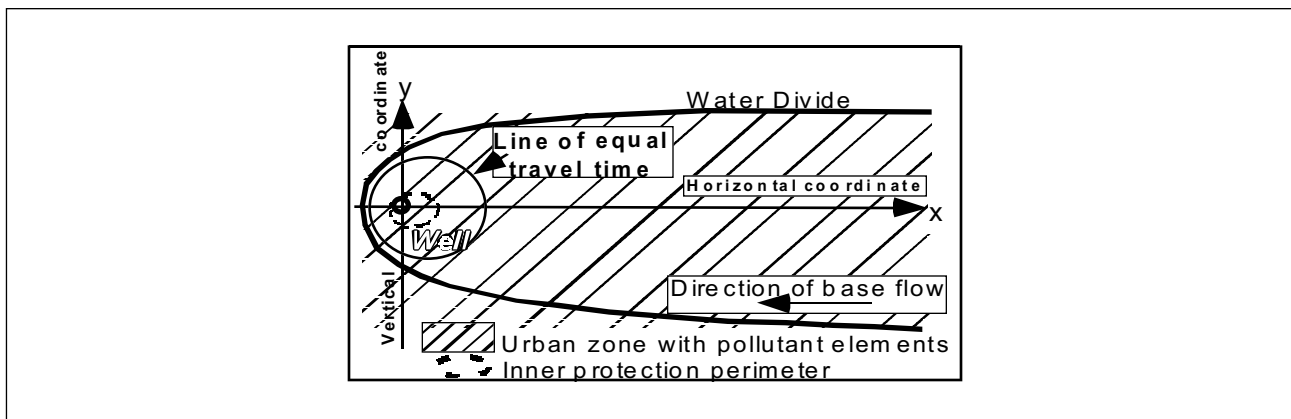 coordinate
y
Water Divide
Line of equal
travel time
Horizontal coordinate
x
Well
Direction of base flow
Vertical
Urban zone with pollutant elements
Inner protection perimeter